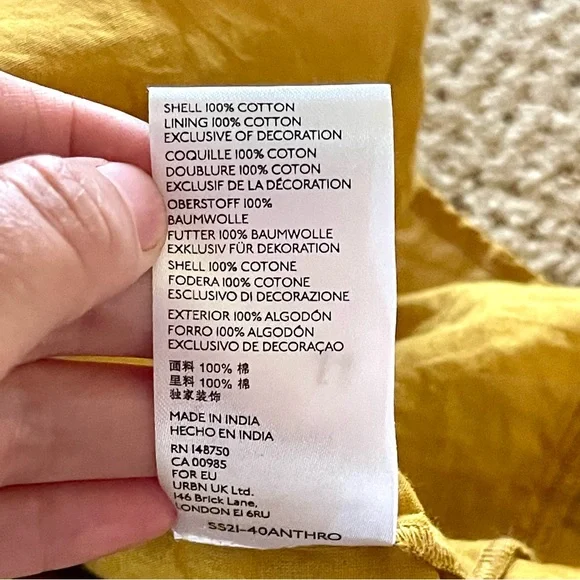 SHELL 100% COTTON
LINING 100% COTTON
EXCLUSIVE OF DECORATION
COQUILLE 100% COTON
DOUBLURE 100% COTON
EXCLUSIF DE LA DÉCORATION
OBERSTOFF 100%
BAUMWOLLE
FUTTER 100% BAUMWOLLE
EXKLUSIV FÜR DEKORATION
SHELL 100% COTONE
FODERA 100% COTONE
ESCLUSIVO DI DECORAZIONE
EXTERIOR 100% ALGODÓN
FORRO 100% ALGODÓN
EXCLUSIVO DE DECORAÇAO
面料 100% 棉
里料 100% 棉
独家装饰
MADE IN INDIA
HECHO EN INDIA
RN 148750
CA 00985
FOR EU
URBN UK Ltd.
146 Brick Lane,
LONDON E1 6RU
SS21-40ANTHRO